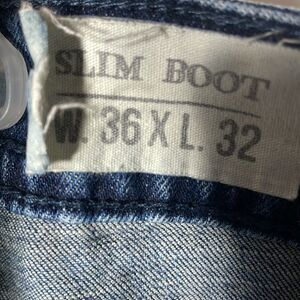 SLIM BOOT
W. 36 X L. 32